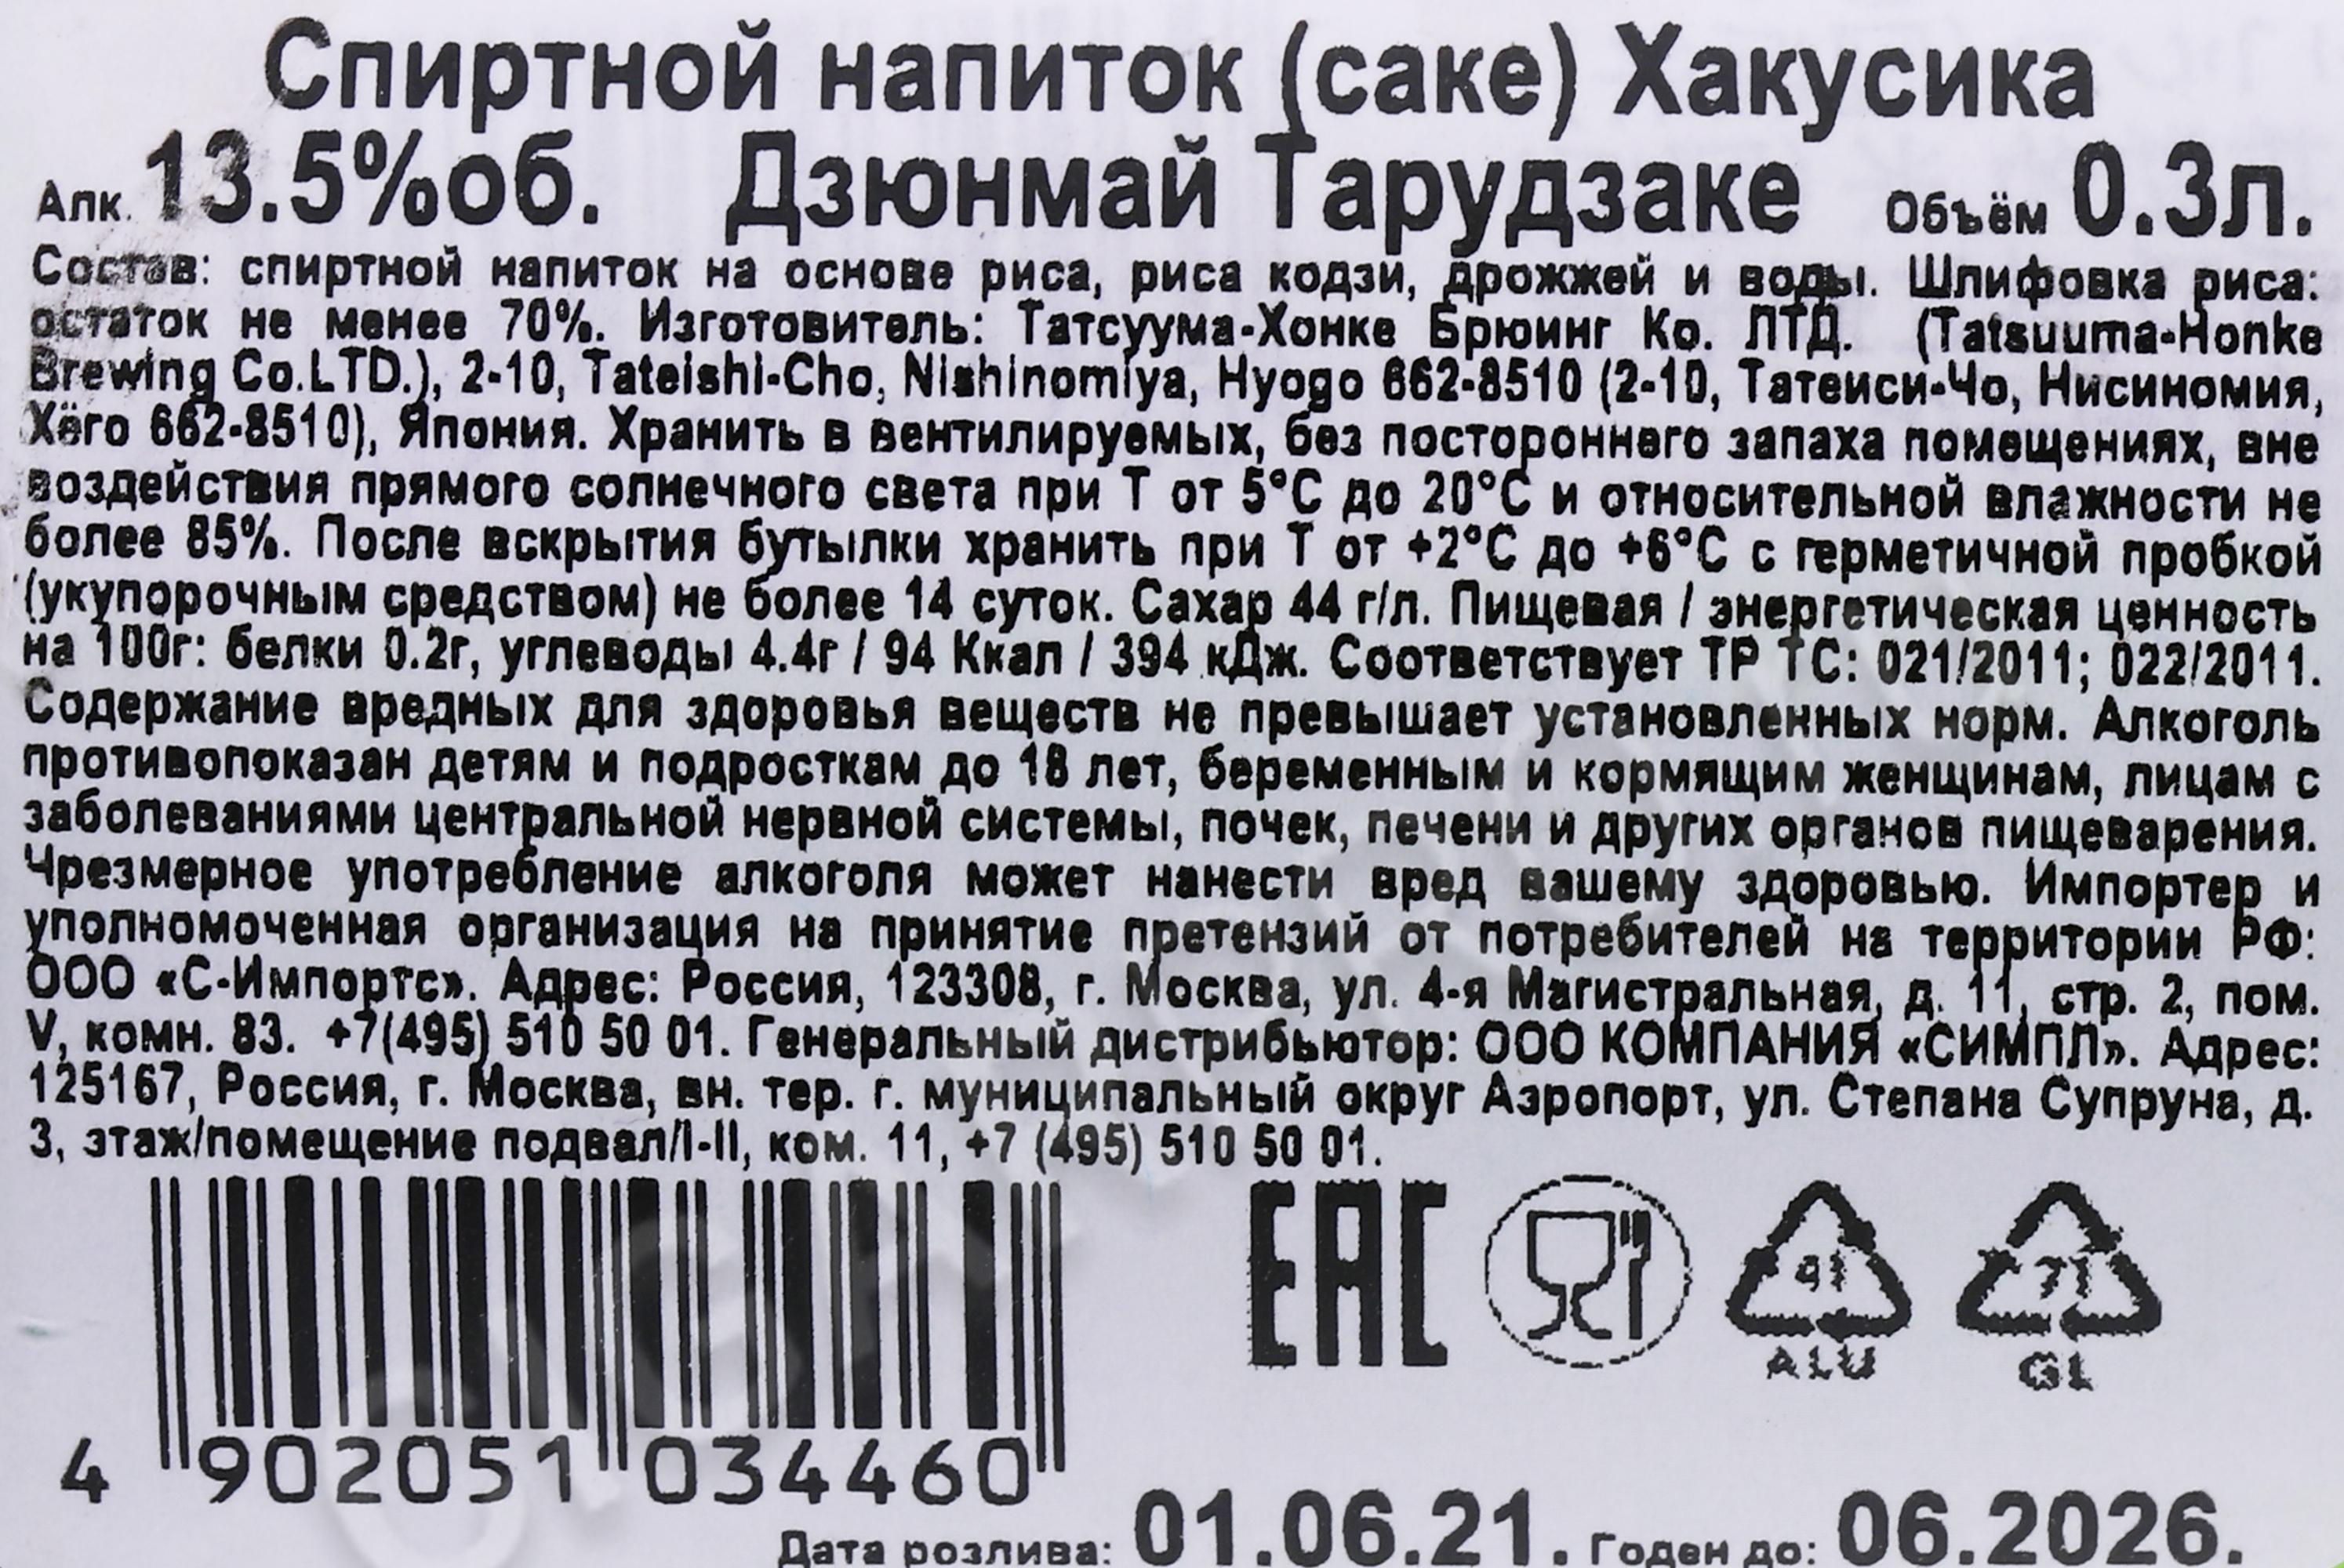 Спиртной напиток (саке) Хакусика
Алк. 13.5%об. Дзюнмай Тарудзаке Объём 0.3л.
Состав: спиртной напиток на основе риса, риса кодзи, дрожжей и воды. Шлифовка риса:
остаток не менее 70%. Изготовитель: Татсуума-Хонке Брюинг Ко. ЛТД. (Tatsuuma-Honke
Brewing Co.LTD.), 2-10, Tateishi-Cho, Nishinomiya, Hyogo 662-8510 (2-10, Татеиси-Чо, Нисиномия,
Хёго 662-8510), Япония. Хранить в вентилируемых, без постороннего запаха помещениях, вне
воздействия прямого солнечного света при Т от 5°С до 20°С и относительной влажности не
более 85%. После вскрытия бутылки хранить при Т от +2°С до +6°С с герметичной пробкой
(укупорочным средством) не более 14 суток. Сахар 44 г/л. Пищевая / энергетическая ценность
на 100г: белки 0.2г, углеводы 4.4г / 94 Ккал / 394 кДж. Соответствует ТР ТС: 021/2011; 022/2011.
Содержание вредных для здоровья веществ не превышает установленных норм. Алкоголь
противопоказан детям и подросткам до 18 лет, беременным и кормящим женщинам, лицам с
заболеваниями центральной нервной системы, почек, печени и других органов пищеварения.
Чрезмерное употребление алкоголя может нанести вред вашему здоровью. Импортер и
уполномоченная организация на принятие претензий от потребителей на территории РФ:
ООО «С-Импортс». Адрес: Россия, 123308, г. Москва, ул. 4-я Магистральная, д. 11, стр. 2, пом.
V, комн. 83. +7(495) 510 50 01. Генеральный дистрибьютор: ООО КОМПАНИЯ «СИМПЛ». Адрес:
125167, Россия, г. Москва, вн. тер. г. муниципальный округ Аэропорт, ул. Степана Супруна, д.
3, этаж/помещение подвал/I-II, ком. 11, +7 (495) 510 50 01.
EAC
41
ALU
71
GL
4 902051 034460
Дата розлива: 01.06.21. Годен до: 06.2026.